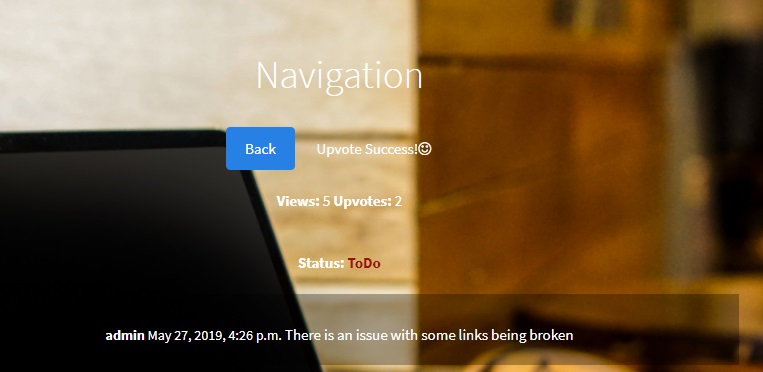 Navigation
Back Upvote Success!☺
Views: 5 Upvotes: 2
Status: ToDo
admin May 27, 2019, 4:26 p.m. There is an issue with some links being broken